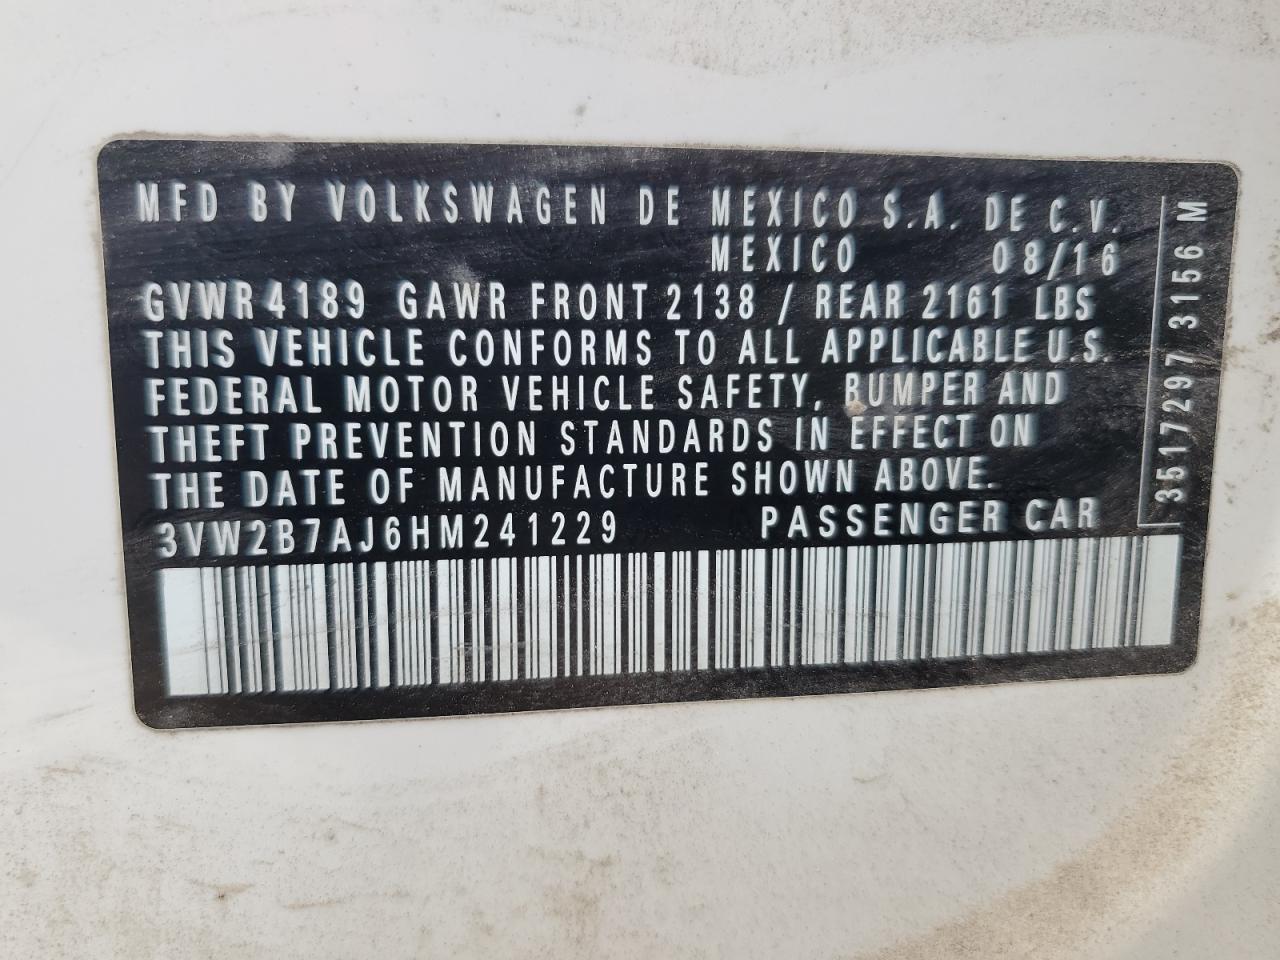 MFD BY VOLKSWAGEN DE MEXICO S.A. DE C.V.
MEXICO 08/16
GVWR 4189 GAWR FRONT 2138 / REAR 2161 LBS
THIS VEHICLE CONFORMS TO ALL APPLICABLE U.S.
FEDERAL MOTOR VEHICLE SAFETY, BUMPER AND
THEFT PREVENTION STANDARDS IN EFFECT ON
THE DATE OF MANUFACTURE SHOWN ABOVE.
3VW2B7AJ6HM241229 PASSENGER CAR
3517297 3156 M